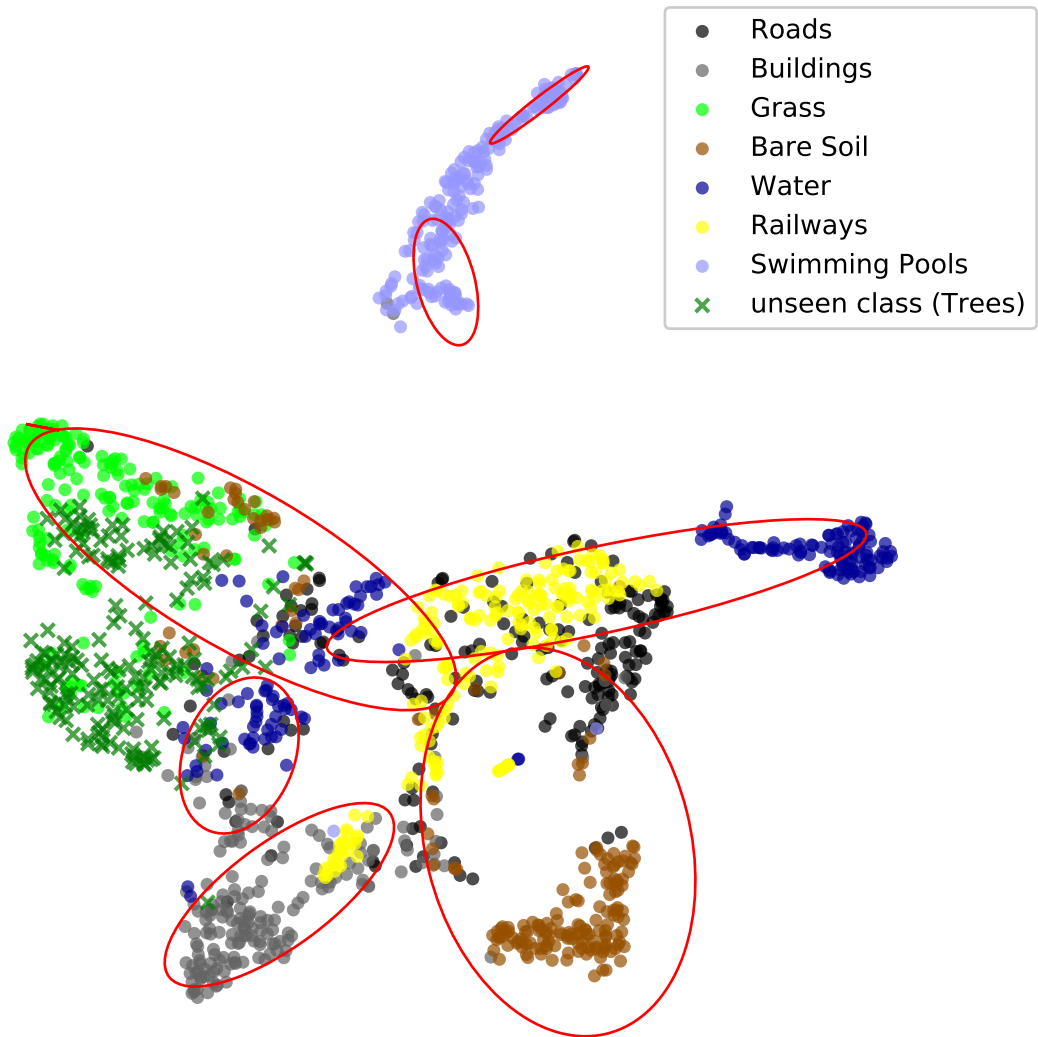 Roads
Buildings
Grass
Bare Soil
Water
Railways
Swimming Pools
unseen class (Trees)